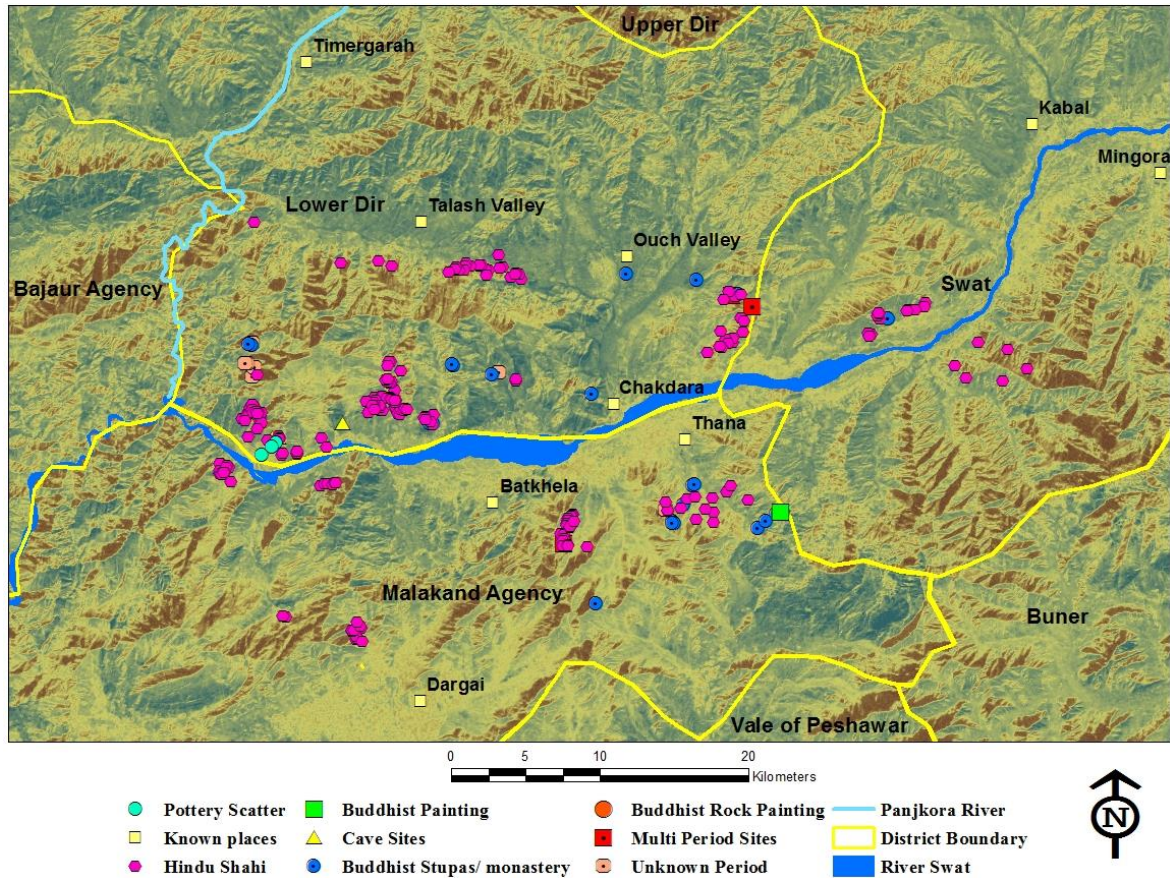 Upper Dir
Timergarah
Kabal
Mingora
Lower Dir
Talash Valley
Ouch Valley
Bajaur Agency
Swat
Chakdara
Thana
Batkhela
Malakand Agency
Buner
Dargai
Vale of Peshawar
0 5 10 20
Kilometers
Pottery Scatter Buddhist Painting Buddhist Rock Painting Panjkora River
Known places Cave Sites Multi Period Sites District Boundary
Hindu Shahi Buddhist Stupas/ monastery Unknown Period River Swat
N